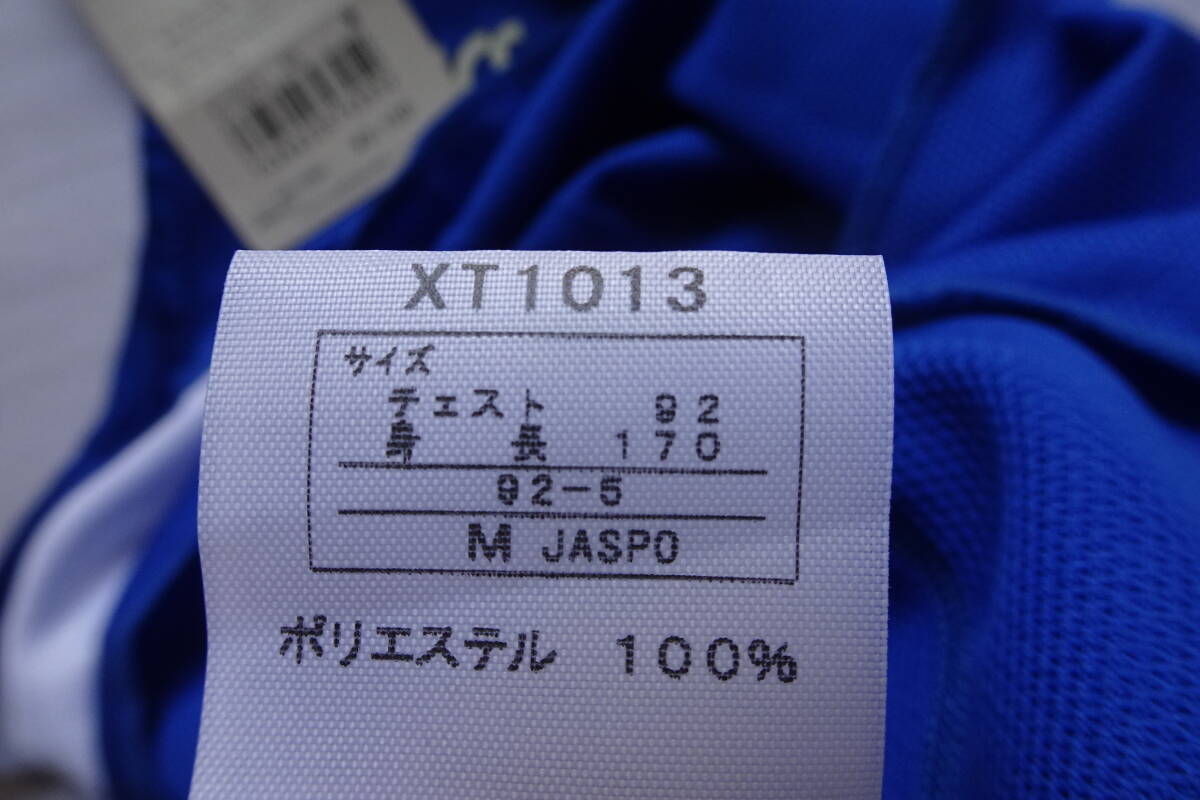 XT1013
サイズ
チェスト 92
身長 170
92-5
M JASPO
ポリエステル 100%